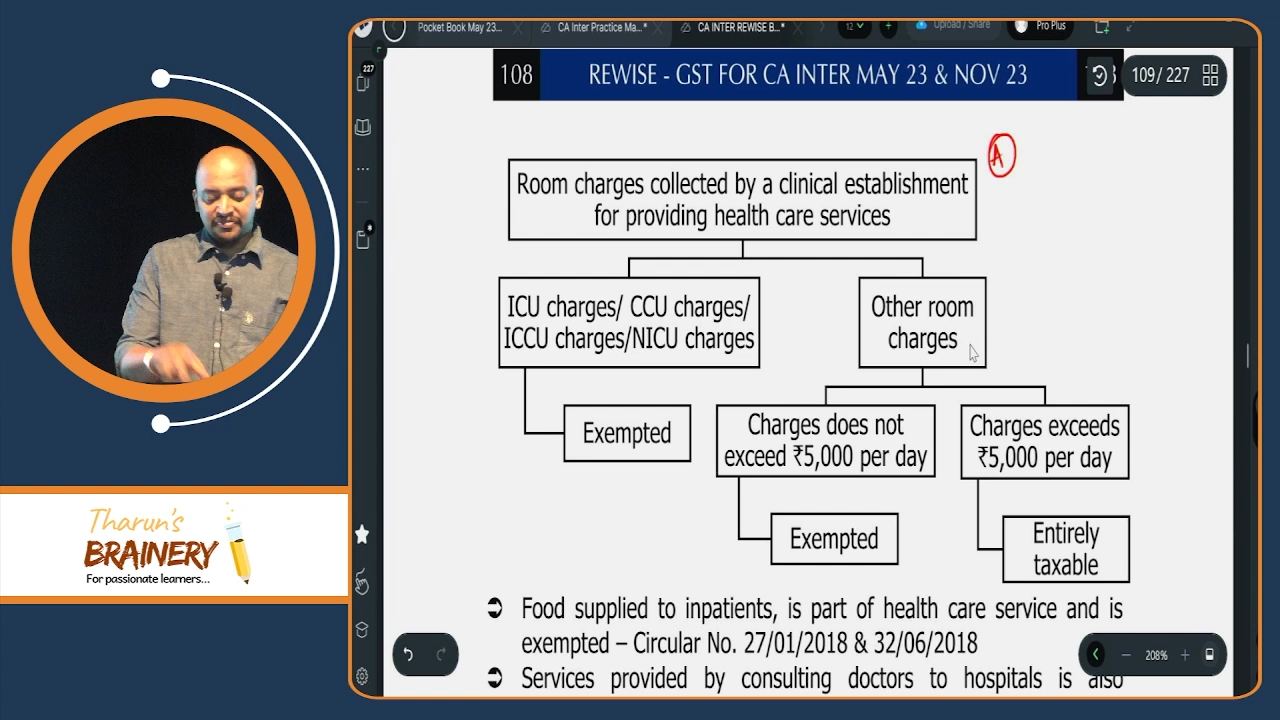 Pocket Book May 23...
CA Inter Practice Ma...*
CA INTER REWISE B...*
12
Upload / Share
Pro Plus
227
108
REWISE - GST FOR CA INTER MAY 23 & NOV 23
109 / 227
A
Room charges collected by a clinical establishment
for providing health care services
ICU charges/ CCU charges/
ICCU charges/NICU charges
Other room
charges
Exempted
Charges does not
exceed ₹5,000 per day
Charges exceeds
₹5,000 per day
Exempted
Entirely
taxable
Food supplied to inpatients, is part of health care service and is
exempted – Circular No. 27/01/2018 & 32/06/2018
Services provided by consulting doctors to hospitals is also
208%
Tharun's
BRAINERY
For passionate learners...